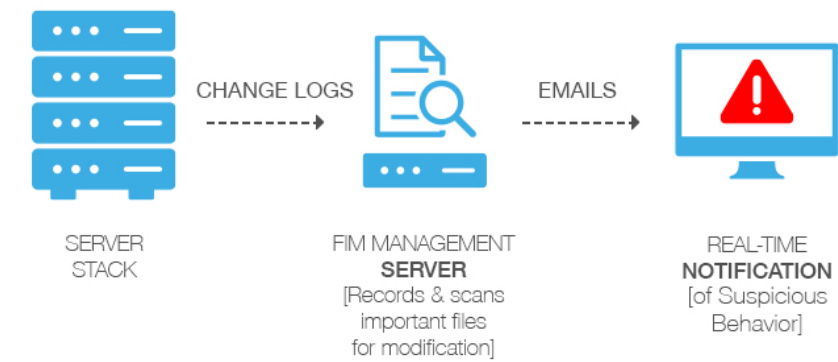 CHANGE LOGS
EMAILS
SERVER
STACK
FIM MANAGEMENT
SERVER
[Records & scans
important files
for modification]
REAL-TIME
NOTIFICATION
[of Suspicious
Behavior]